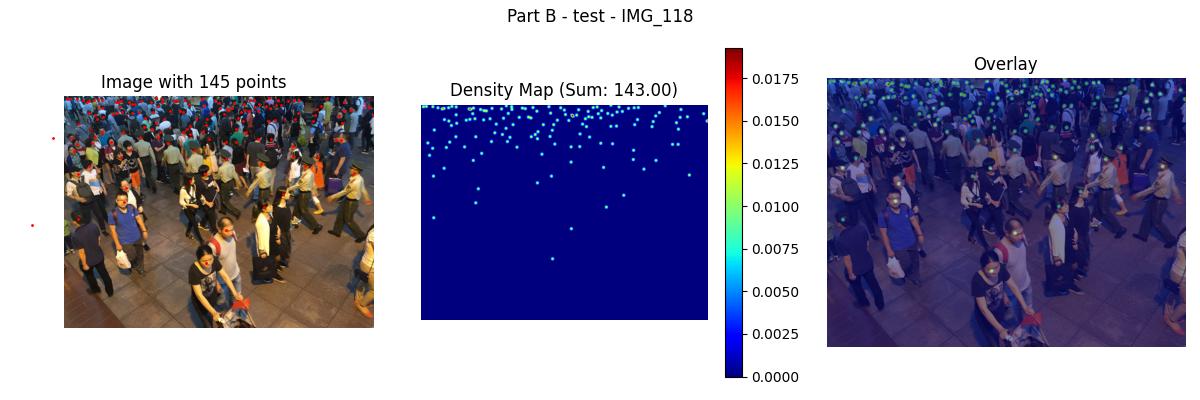 Part B - test - IMG_118
Image with 145 points
Density Map (Sum: 143.00)
Overlay
0.0175
0.0150
0.0125
0.0100
0.0075
0.0050
0.0025
0.0000